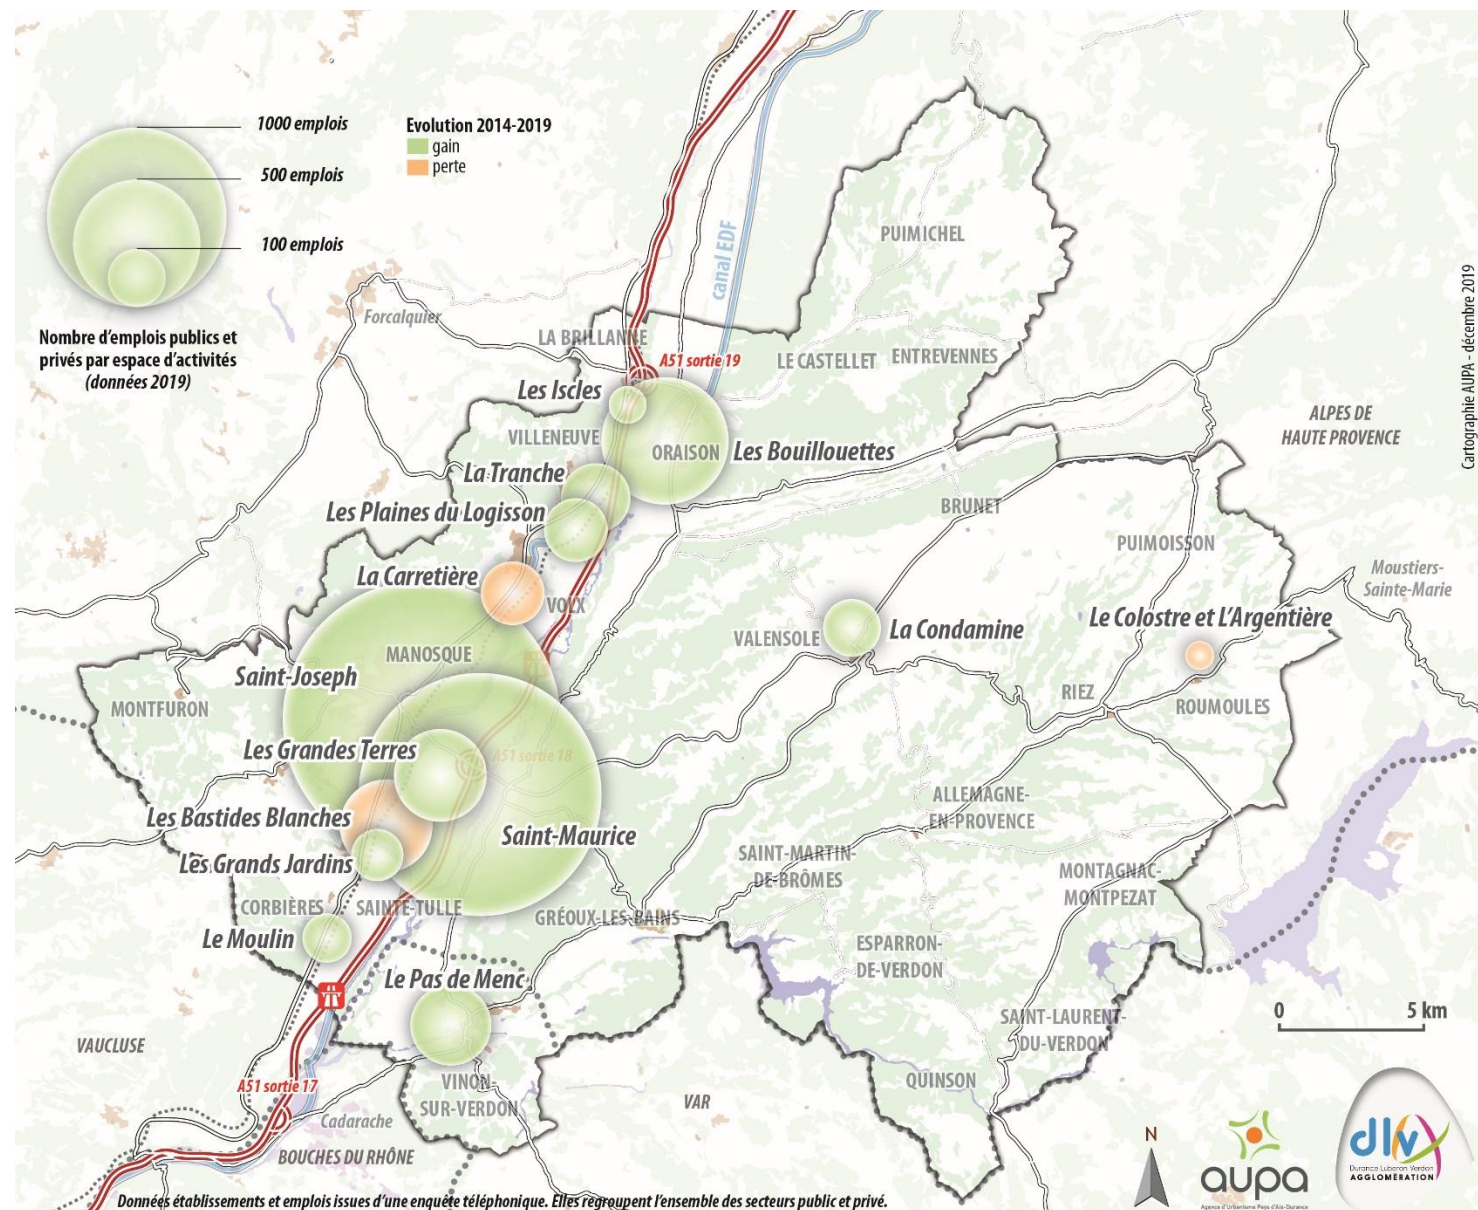 1000 emplois
500 emplois
100 emplois
Nombre d'emplois publics et
privés par espace d'activités
(données 2019)
Evolution 2014-2019
gain
perte
canal EDF
PUIMICHEL
Forcalquier
LA BRILLANNE
A51 sortie 19
LE CASTELLET
ENTREVENNES
Les Iscles
VILLENEUVE
ORAISON
Les Bouillouettes
ALPES DE
HAUTE PROVENCE
Cartographie AUPA - décembre 2019
La Tranche
Les Plaines du Logisson
BRUNET
PUIMOISSON
La Carretière
VOLX
Moustiers-
Sainte-Marie
VALENSOLE
La Condamine
Le Colostre et L'Argentière
MANOSQUE
Saint-Joseph
MONTFURON
RIEZ
ROUMOULES
Les Grandes Terres
A51 sortie 18
Les Bastides Blanches
Saint-Maurice
ALLEMAGNE-
EN-PROVENCE
Les Grands Jardins
SAINT-MARTIN-
DE-BRÔMES
MONTAGNAC-
MONTPEZAT
CORBIÈRES
SAINTE-TULLE
GRÉOUX-LES-BAINS
Le Moulin
ESPARRON-
DE-VERDON
Le Pas de Menc
SAINT-LAURENT-
DU-VERDON
0
5 km
VAUCLUSE
A51 sortie 17
VINON-
SUR-VERDON
QUINSON
VAR
Cadarache
BOUCHES DU RHÔNE
N
aupa
Agence d'Urbanisme Pays d'Aix-Durance
dlv
Durance Luberon Verdon
AGGLOMÉRATION
Données établissements et emplois issues d'une enquête téléphonique. Elles regroupent l'ensemble des secteurs public et privé.